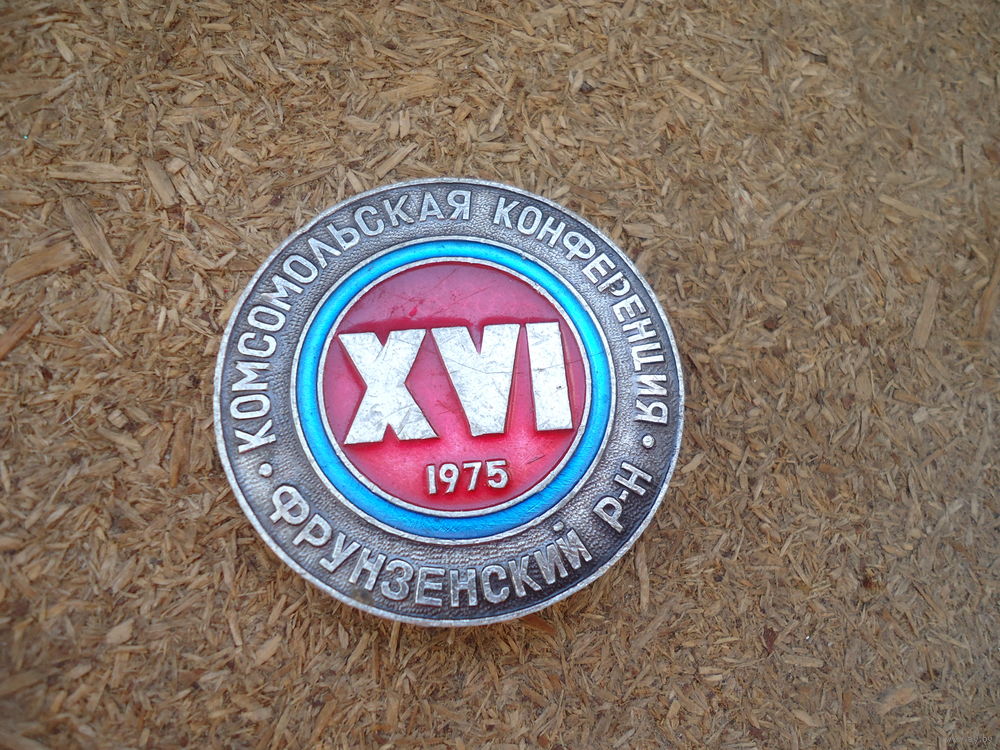 КОМСОМОЛЬСКАЯ КОНФЕРЕНЦИЯ
XVI
1975
ФРУНЗЕНСКИЙ Р-Н